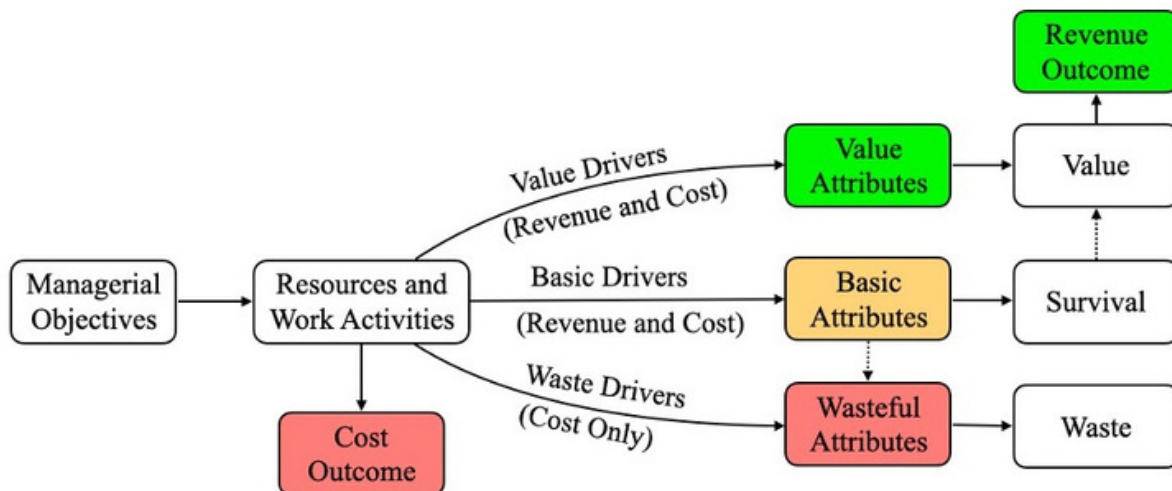 Revenue
Outcome
Value Drivers
(Revenue and Cost)
Value
Attributes
Value
Managerial
Objectives
Resources and
Work Activities
Basic Drivers
(Revenue and Cost)
Basic
Attributes
Survival
Waste Drivers
(Cost Only)
Wasteful
Attributes
Waste
Cost
Outcome